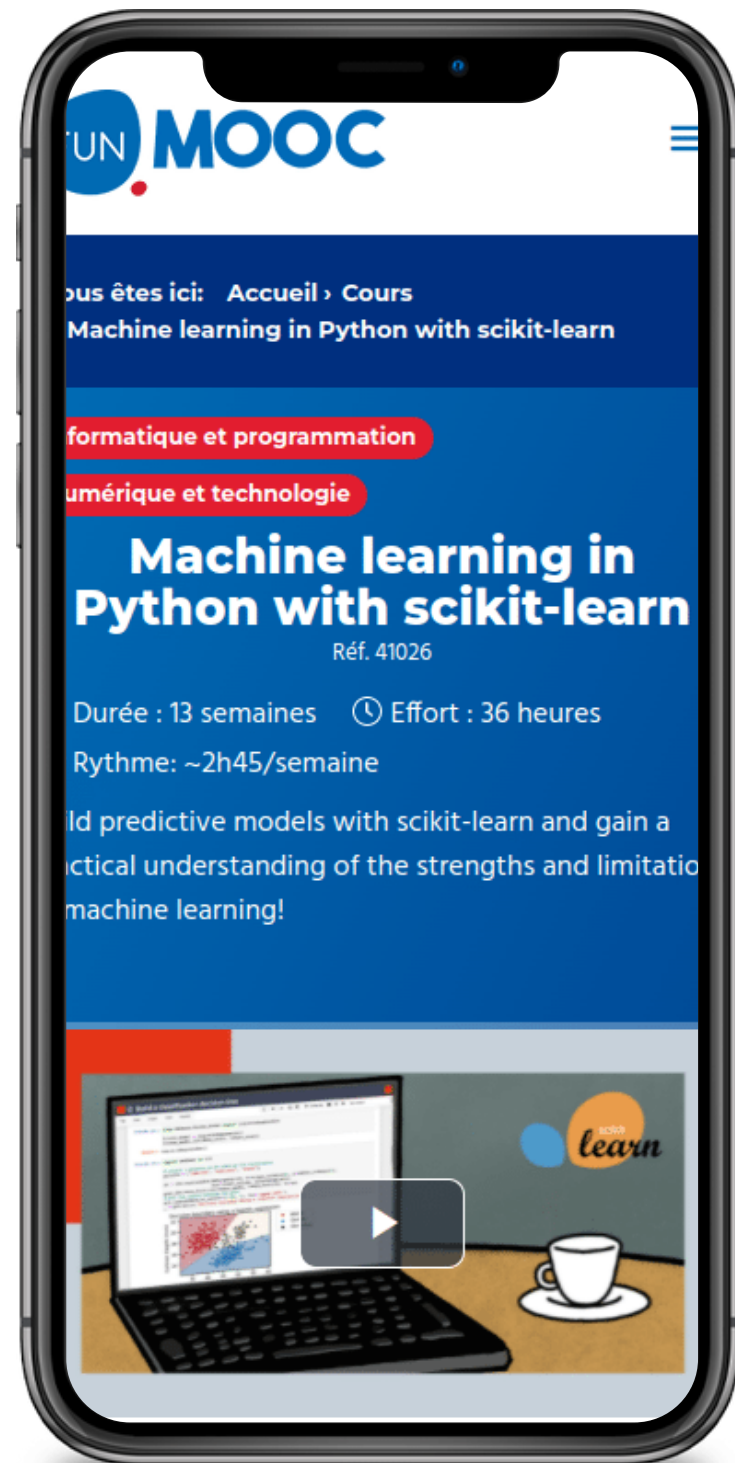 UN MOOC
ous êtes ici: Accueil › Cours
Machine learning in Python with scikit-learn
formatique et programmation
umérique et technologie
Machine learning in
Python with scikit-learn
Réf. 41026
Durée : 13 semaines Effort : 36 heures
Rythme: ~2h45/semaine
ld predictive models with scikit-learn and gain a
ctical understanding of the strengths and limitatio
machine learning!
learn